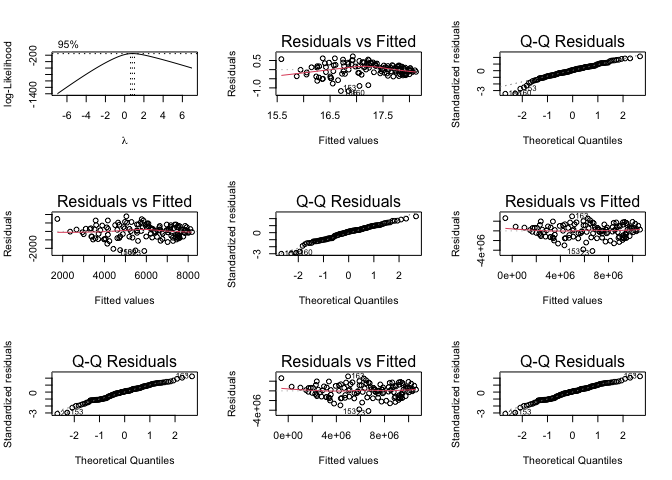 95%
log-Likelihood
-200
-1400
-6 -4 -2 0 2 4 6
λ
Residuals vs Fitted
Residuals
0.5
-1.0
153
15.5 16.5 17.5
Fitted values
Q-Q Residuals
Standardized residuals
0
-3
153
-2 -1 0 1 2
Theoretical Quantiles
Residuals vs Fitted
Residuals
-2000
2000 4000 6000 8000
Fitted values
Q-Q Residuals
Standardized residuals
0
-3
-2 -1 0 1 2
Theoretical Quantiles
Residuals vs Fitted
Residuals
-4e+06
163
153
0e+00 4e+06 8e+06
Fitted values
Q-Q Residuals
Standardized residuals
0
-3
163
153
-2 -1 0 1 2
Theoretical Quantiles
Residuals vs Fitted
Residuals
-4e+06
163
153
0e+00 4e+06 8e+06
Fitted values
Q-Q Residuals
Standardized residuals
0
-3
163
153
-2 -1 0 1 2
Theoretical Quantiles